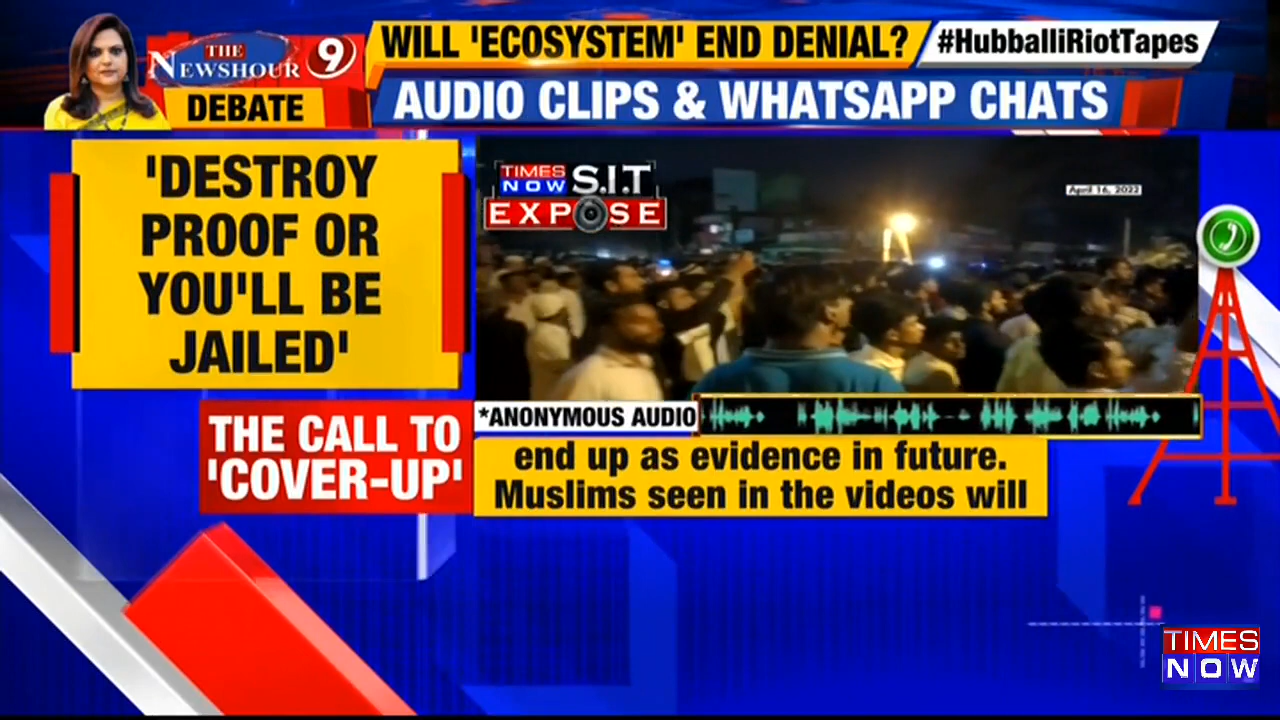 THE
NEWSHOUR 9
DEBATE
WILL 'ECOSYSTEM' END DENIAL?
#HubballiRiotTapes
AUDIO CLIPS & WHATSAPP CHATS
'DESTROY
PROOF OR
YOU'LL BE
JAILED'
TIMES
NOW S.I.T
EXPOSE
April 16, 2022
THE CALL TO
'COVER-UP'
*ANONYMOUS AUDIO
end up as evidence in future.
Muslims seen in the videos will
TIMES
NOW